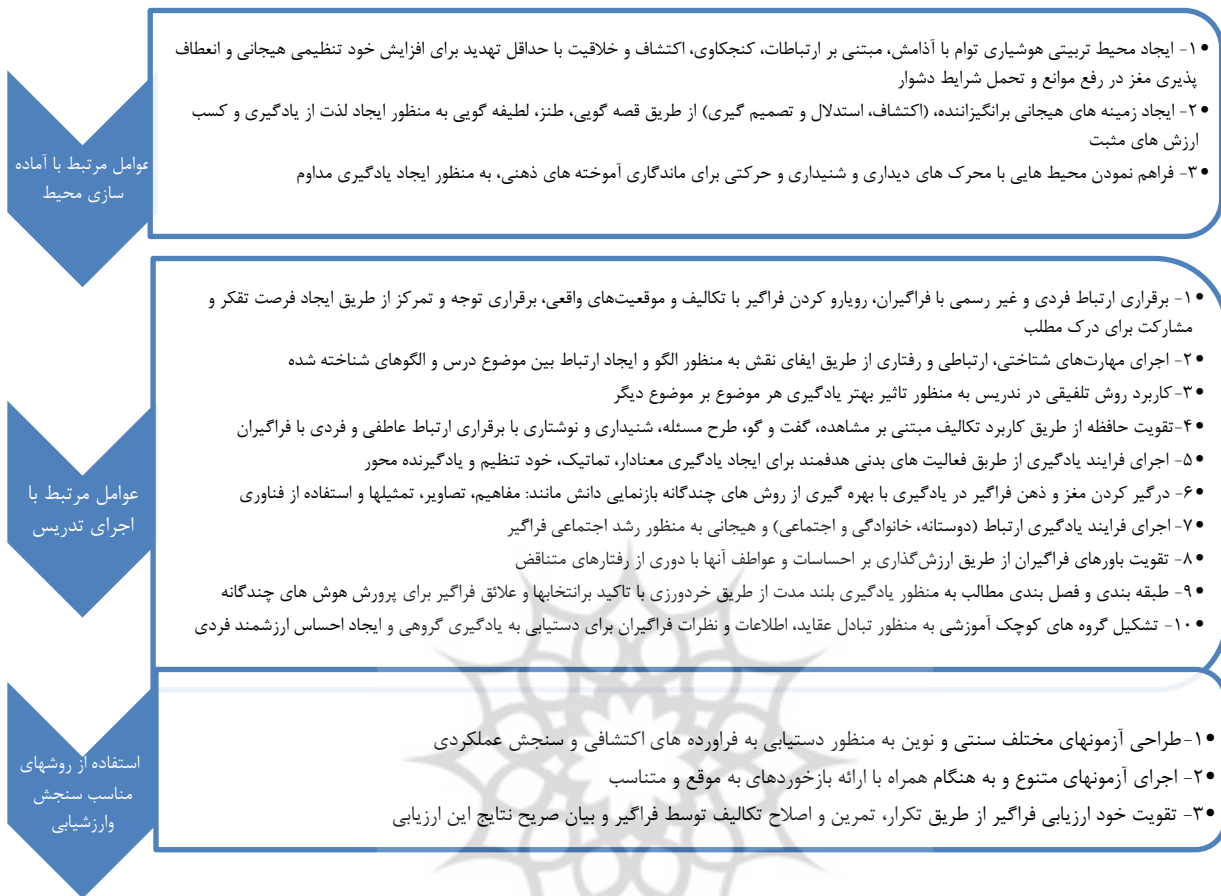 عوامل مرتبط با آماده
سازی محیط
•۱- ایجاد محیط تربیتی هوشیاری توام با آذامش، مبتنی بر ارتباطات، کنجکاوی، اکتشاف و خلاقیت با حداقل تهدید برای افزایش خود تنظیمی هیجانی و انعطاف
پذیری مغز در رفع موانع و تحمل شرایط دشوار
•۲- ایجاد زمینه های هیجانی برانگیزاننده، (اکتشاف، استدلال و تصمیم گیری) از طریق قصه گویی، طنز، لطیفه گویی به منظور ایجاد لذت از یادگیری و کسب
ارزش های مثبت
•۳- فراهم نمودن محیط هایی با محرک های دیداری و شنیداری و حرکتی برای ماندگاری آموخته های ذهنی، به منظور ایجاد یادگیری مداوم
عوامل مرتبط با
اجرای تدریس
•۱- برقراری ارتباط فردی و غیر رسمی با فراگیران، رویارو کردن فراگیر با تکالیف و موقعیت‌های واقعی، برقراری توجه و تمرکز از طریق ایجاد فرصت تفکر و
مشارکت برای درک مطلب
•۲- اجرای مهارت‌های شتاختی، ارتباطی و رفتاری از طریق ایفای نقش به منظور الگو و ایجاد ارتباط بین موضوع درس و الگوهای شناخته شده
•۳- کاربرد روش تلفیقی در ندریس به منظور تاثیر بهتر یادگیری هر موضوع بر موضوع دیگر
•۴-تقویت حافظه از طریق کاربرد تکالیف مبتنی بر مشاهده، گفت و گو، طرح مسئله، شنیداری و نوشتاری با برقراری ارتباط عاطفی و فردی با فراگیران
•۵- اجرای فرایند یادگیری از طربق فعالیت های بدنی هدفمند برای ایجاد یادگیری معنادار، تماتیک، خود تنظیم و یادگیرنده محور
•۶- درگیر کردن مغز و ذهن فراگیر در یادگیری با بهره گیری از روش های چندگانه بازنمایی دانش مانند: مفاهیم، تصاویر، تمثیلها و استفاده از فناوری
•۷- اجرای فرایند یادگیری ارتباط (دوستانه، خانوادگی و اجتماعی) و هیجانی به منظور رشد اجتماعی فراگیر
•۸- تقویت باورهای فراگیران از طریق ارزش‌گذاری بر احساسات و عواطف آنها با دوری از رفتارهای متناقض
•۹- طبقه بندی و فصل بندی مطالب به منظور یادگیری بلند مدت از طریق خردورزی با تاکید برانتخابها و علائق فراگیر برای پرورش هوش های چندگانه
•۱۰- تشکیل گروه های کوچک آموزشی به منظور تبادل عقاید، اطلاعات و نظرات فراگیران برای دستیابی به یادگیری گروهی و ایجاد احساس ارزشمند فردی
استفاده از روشهای
مناسب سنجش
وارزشیابی
•۱-طراحی آزمونهای مختلف سنتی و نوین به منظور دستیابی به فراورده های اکتشافی و سنجش عملکردی
•۲- اجرای آزمونهای متنوع و به هنگام همراه با ارائه بازخوردهای به موقع و متناسب
•۳- تقویت خود ارزیابی فراگیر از طریق تکرار، تمرین و اصلاح تکالیف توسط فراگیر و بیان صریح نتایج این ارزیابی